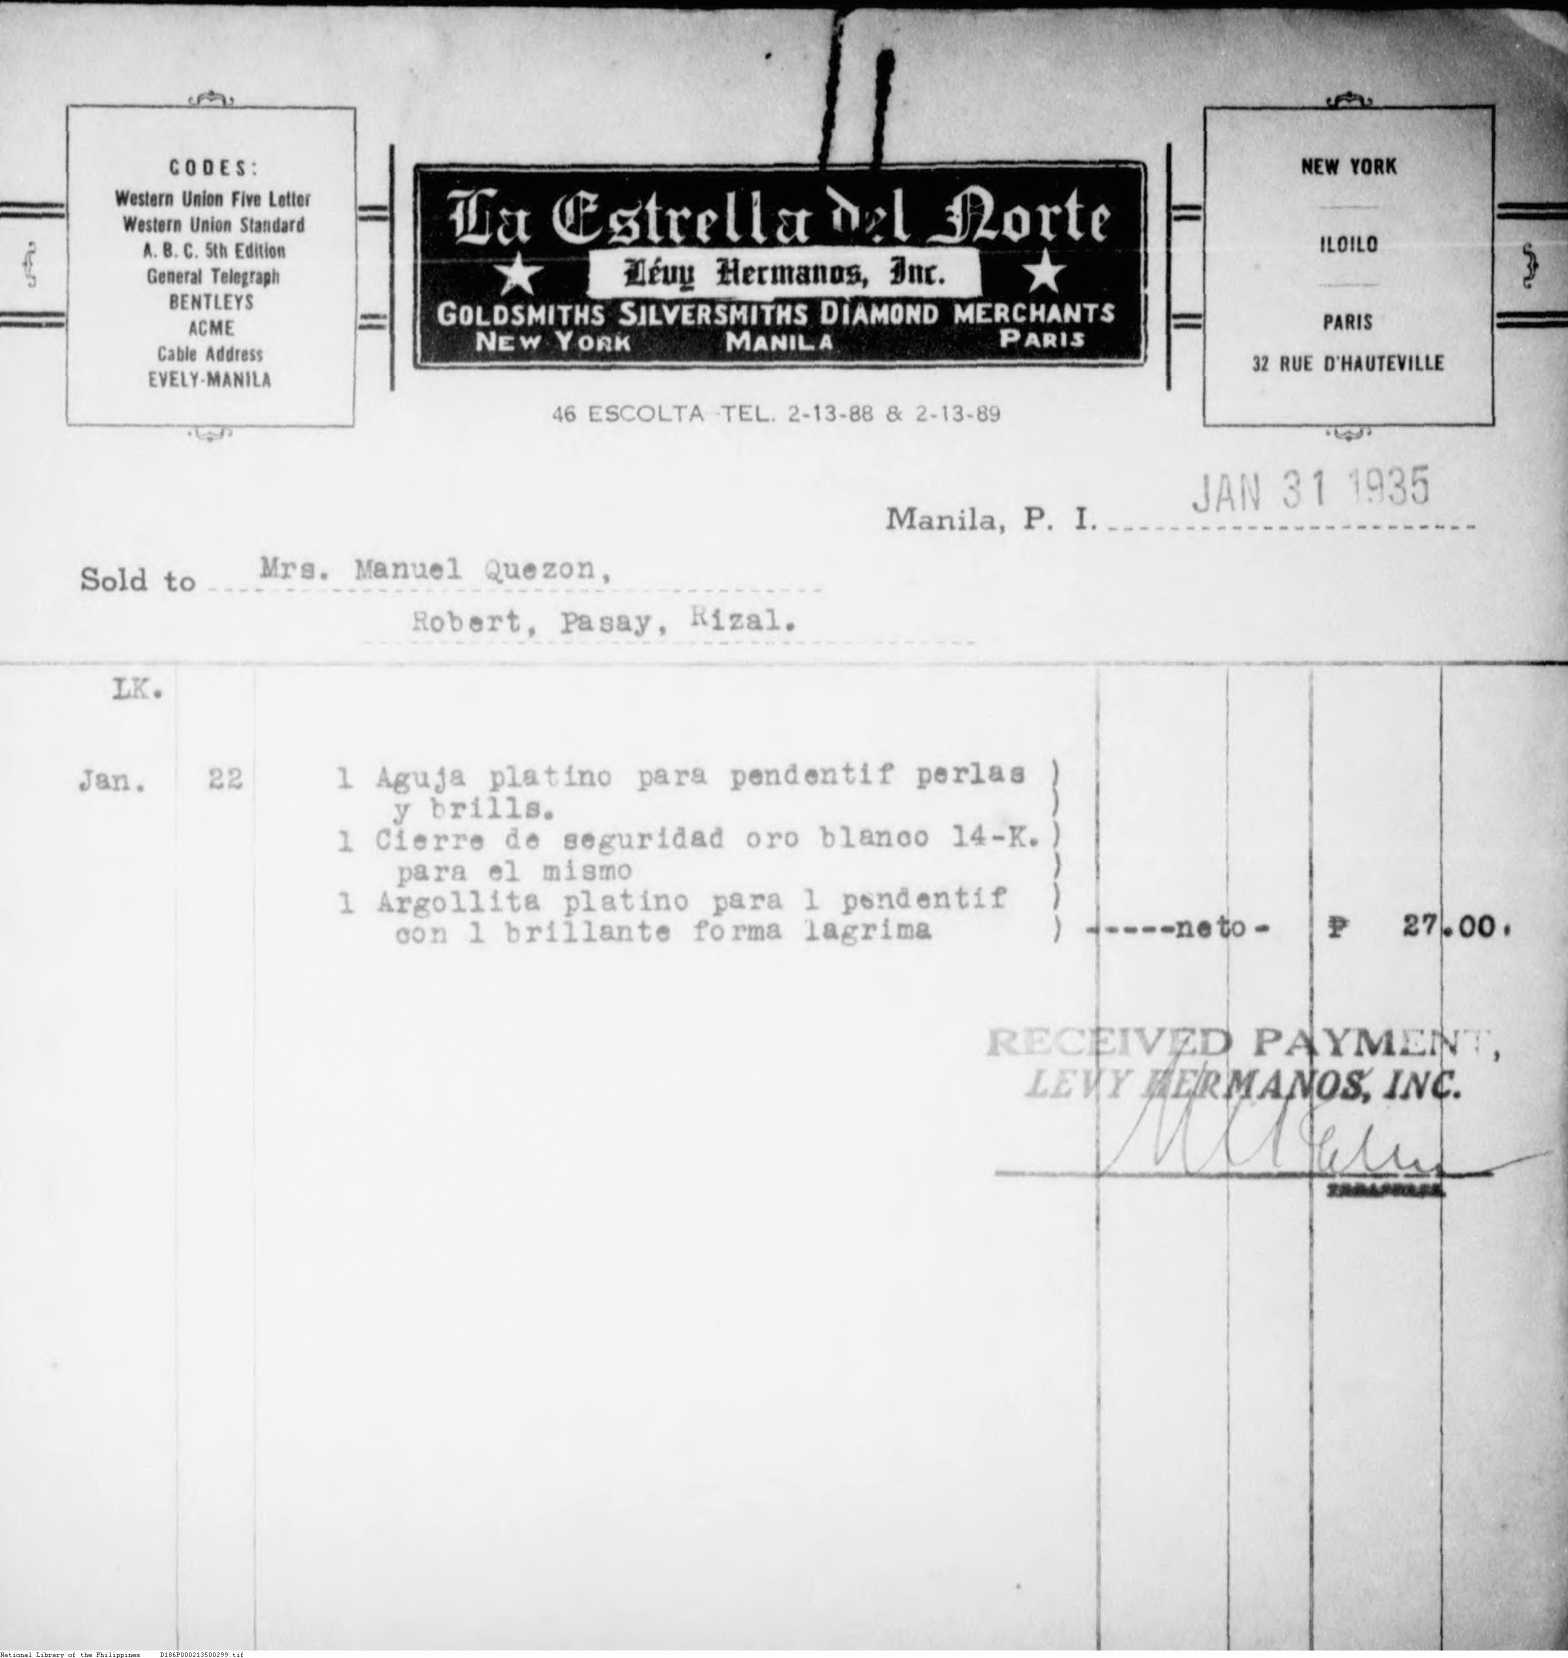 CODES:
Western Union Five Letter
Western Union Standard
A. B. C. 5th Edition
General Telegraph
BENTLEYS
ACME
Cable Address
EVELY-MANILA
La Estrella del Norte
Lévy Hermanos, Inc.
GOLDSMITHS SILVERSMITHS DIAMOND MERCHANTS
NEW YORK MANILA PARIS
46 ESCOLTA TEL. 2-13-88 & 2-13-89
NEW YORK
ILOILO
PARIS
32 RUE D'HAUTEVILLE
Manila, P. I. JAN 31 1935
Sold to Mrs. Manuel Quezon,
Robert, Pasay, Rizal.
LK.
Jan. 22 1 Aguja platino para pendentif perlas )
y brills. )
1 Cierre de seguridad oro blanco 14-K. )
para el mismo )
1 Argollita platino para 1 pendentif )
con 1 brillante forma lagrima ) -----neto- ₱ 27.00.
RECEIVED PAYMENT,
LEVY HERMANOS, INC.
TREASURER
National Library of the Philippines D186P000213500299.tif